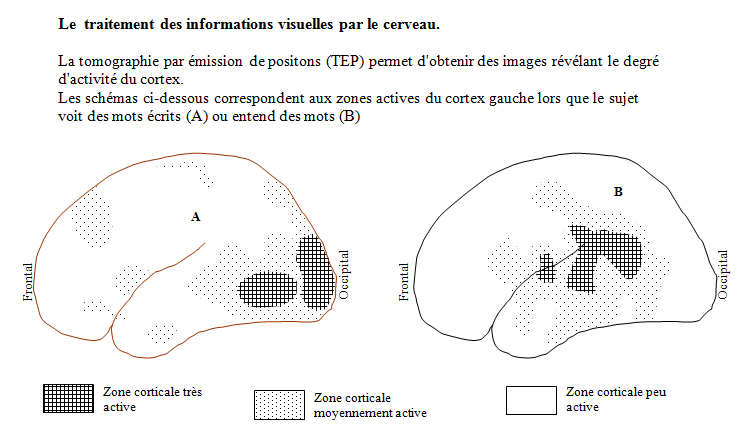 Le traitement des informations visuelles par le cerveau.
La tomographie par émission de positons (TEP) permet d'obtenir des images révélant le degré
d'activité du cortex.
Les schémas ci-dessous correspondent aux zones actives du cortex gauche lors que le sujet
voit des mots écrits (A) ou entend des mots (B)
A
B
Frontal
Occipital
Frontal
Occipital
Zone corticale très
active
Zone corticale
moyennement active
Zone corticale peu
active